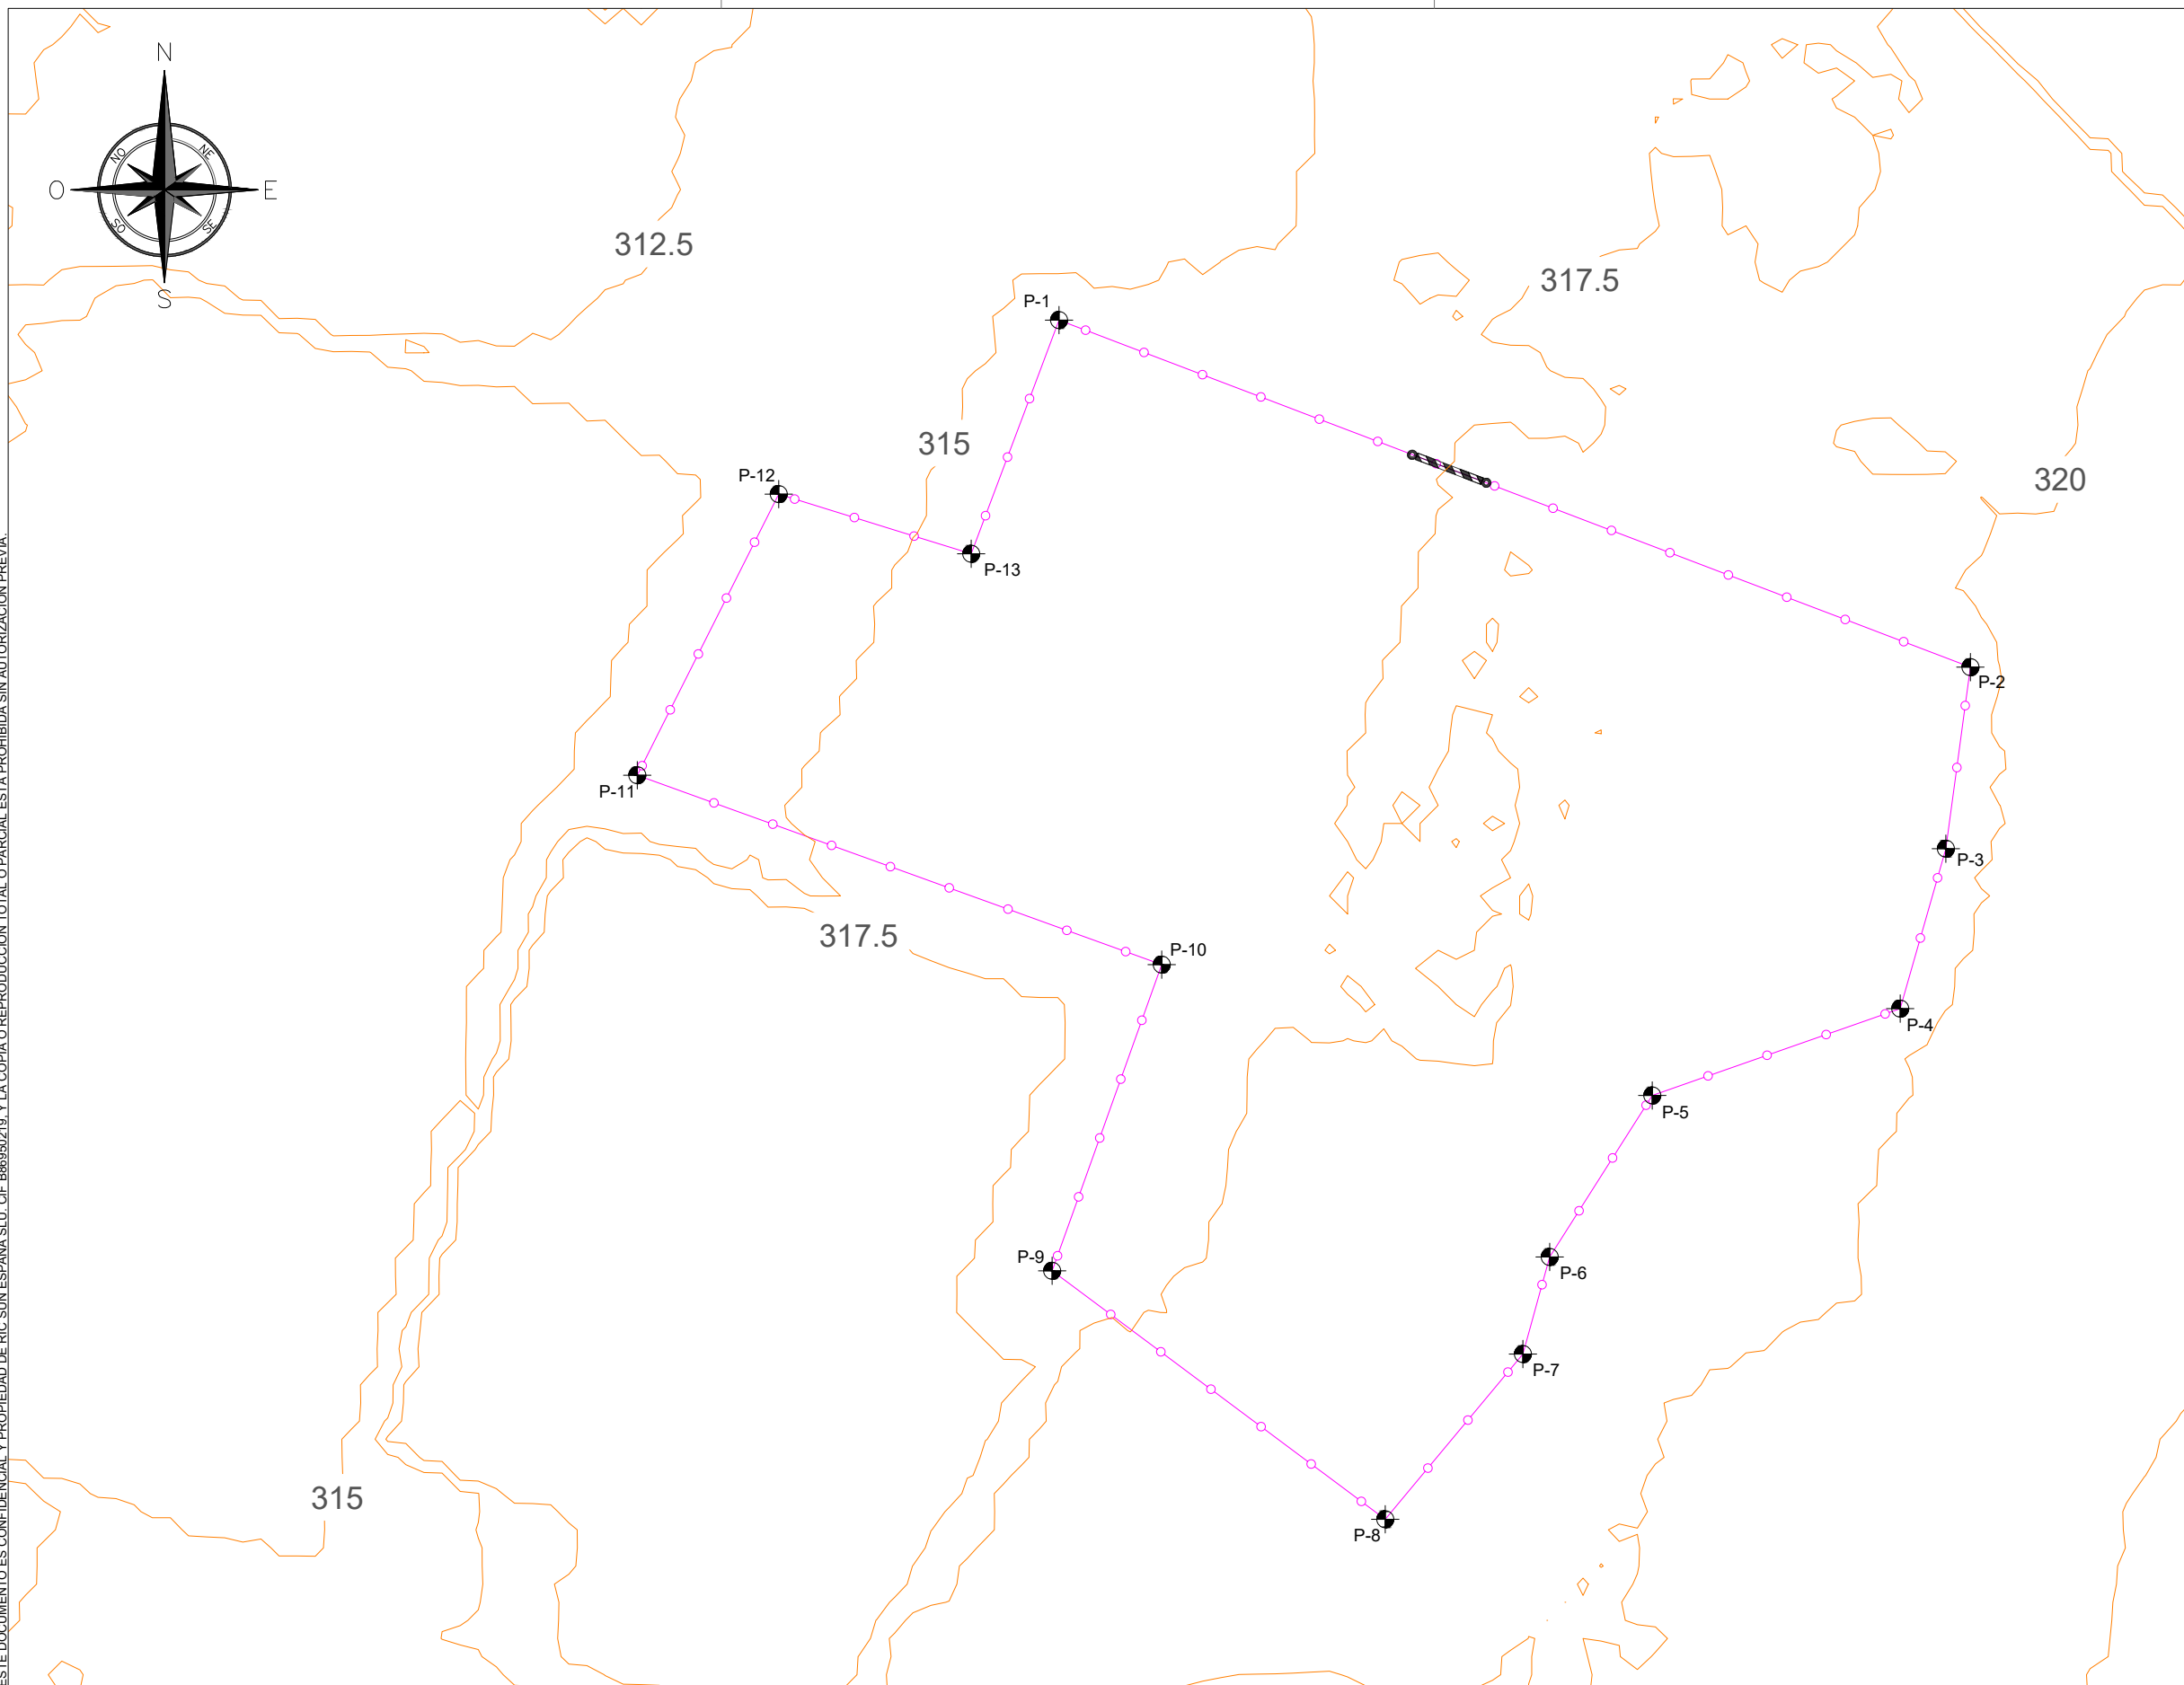 N
NO
NE
O
E
SO
SE
S
312.5
317.5
P-1
315
P-12
320
P-13
P-2
P-11
P-3
317.5
P-10
P-4
P-5
P-9
P-6
P-7
315
P-8
ESTE DOCUMENTO ES CONFIDENCIAL Y PROPIEDAD DE RIC SUN ESPAÑA SLU. CIF B86950219, Y LA COPIA O REPRODUCCIÓN TOTAL O PARCIAL ESTÁ PROHIBIDA SIN AUTORIZACIÓN PREVIA.